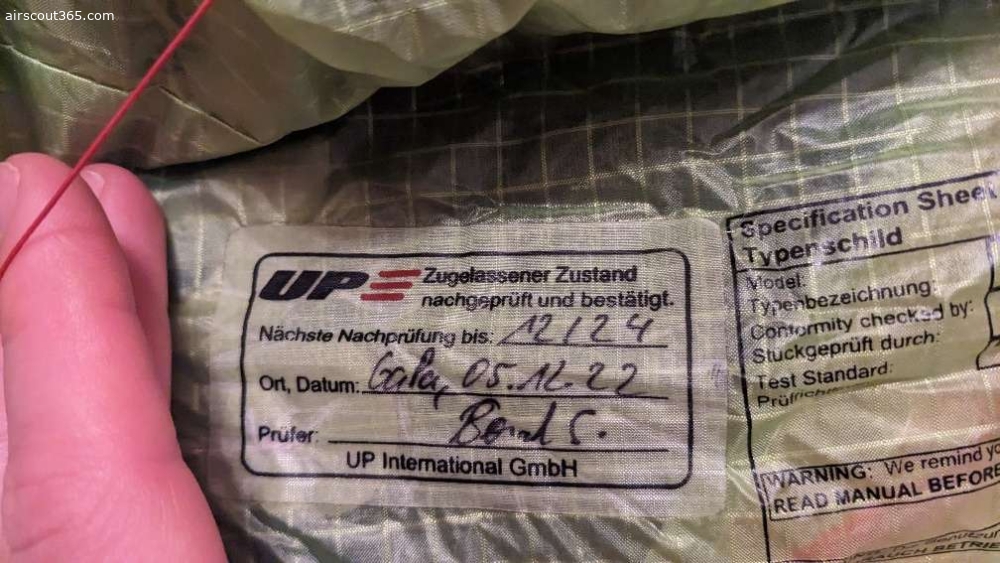 airscout365.com
UP Zugelassener Zustand
nachgeprüft und bestätigt.
Nächste Nachprüfung bis: 12/24
Ort, Datum: GaPa, 05.12.22
Prüfer: Bernd S.
UP International GmbH
Specification Sheet
Typenschild
Model:
Typenbezeichnung:
Conformity checked by:
Stückgeprüft durch:
Test Standard:
WARNING: We remind yo
READ MANUAL BEFORE